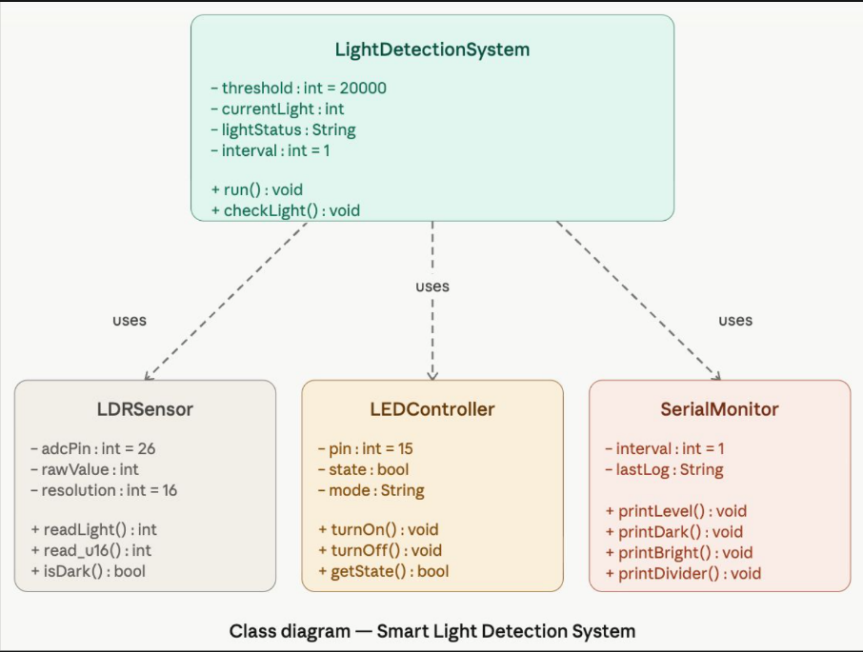 LightDetectionSystem
– threshold : int = 20000
– currentLight : int
– lightStatus : String
– interval : int = 1
+ run() : void
+ checkLight() : void
uses
uses
uses
LDRSensor
– adcPin : int = 26
– rawValue : int
– resolution : int = 16
+ readLight() : int
+ read_u16() : int
+ isDark() : bool
LEDController
– pin : int = 15
– state : bool
– mode : String
+ turnOn() : void
+ turnOff() : void
+ getState() : bool
SerialMonitor
– interval : int = 1
– lastLog : String
+ printLevel() : void
+ printDark() : void
+ printBright() : void
+ printDivider() : void
Class diagram — Smart Light Detection System